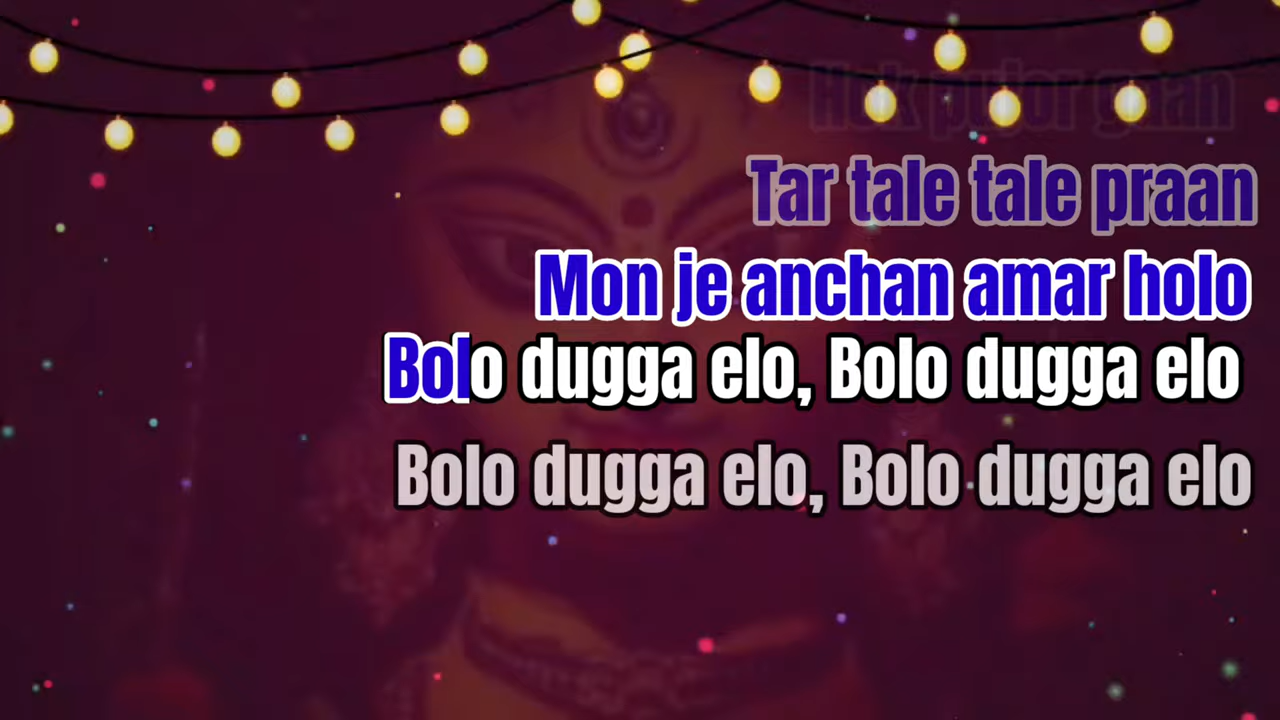 Hok pujor gaan
Tar tale tale praan
Mon je anchan amar holo
Bolo dugga elo, Bolo dugga elo
Bolo dugga elo, Bolo dugga elo